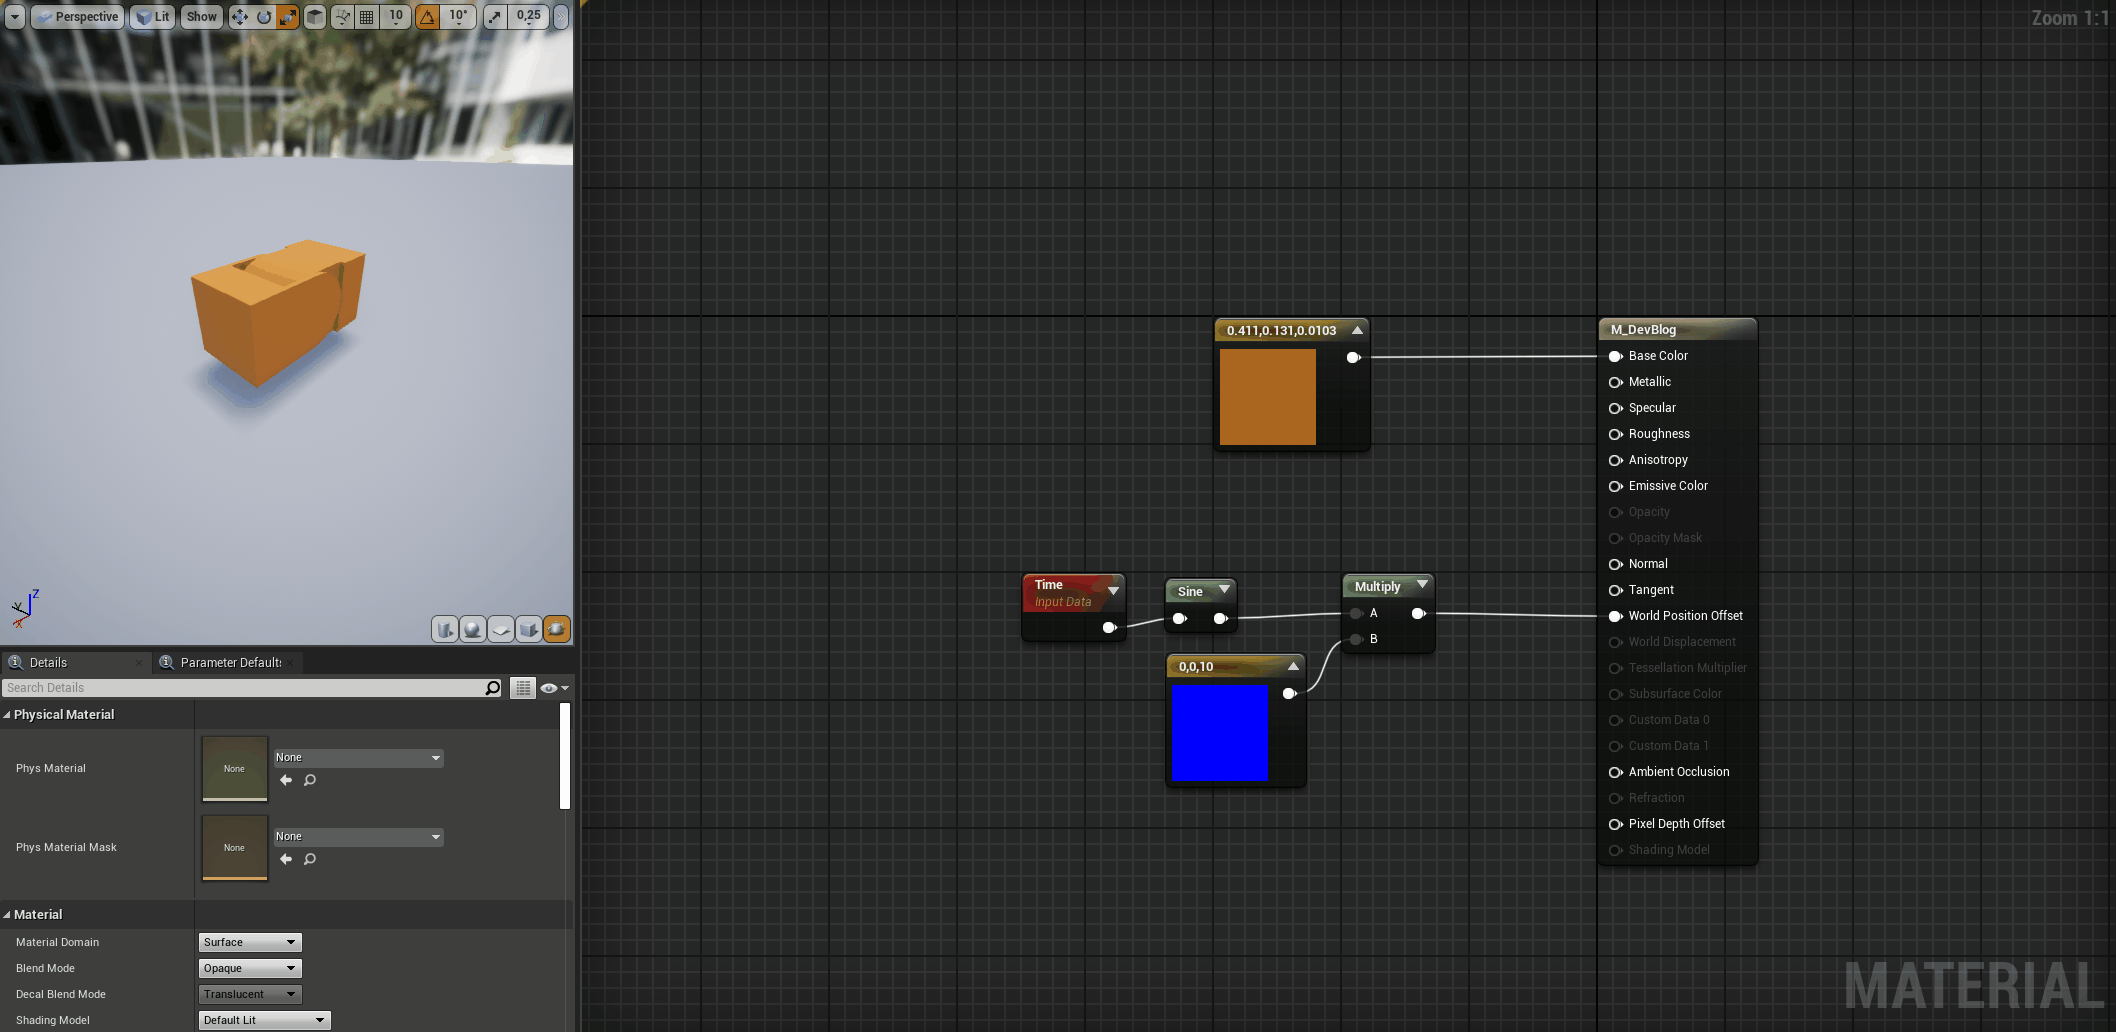 Perspective
Lit
Show
10
10°
0,25
Zoom 1:1
Z
Y
X
Details
Parameter Default
Search Details
Physical Material
Phys Material
None
None
Phys Material Mask
None
None
Material
Material Domain
Surface
Blend Mode
Opaque
Decal Blend Mode
Translucent
Shading Model
Default Lit
0.411,0.131,0.0103
Time
Input Data
Sine
Multiply
A
B
0,0,10
M_DevBlog
Base Color
Metallic
Specular
Roughness
Anisotropy
Emissive Color
Opacity
Opacity Mask
Normal
Tangent
World Position Offset
World Displacement
Tessellation Multiplier
Subsurface Color
Custom Data 0
Custom Data 1
Ambient Occlusion
Refraction
Pixel Depth Offset
Shading Model
MATERIAL